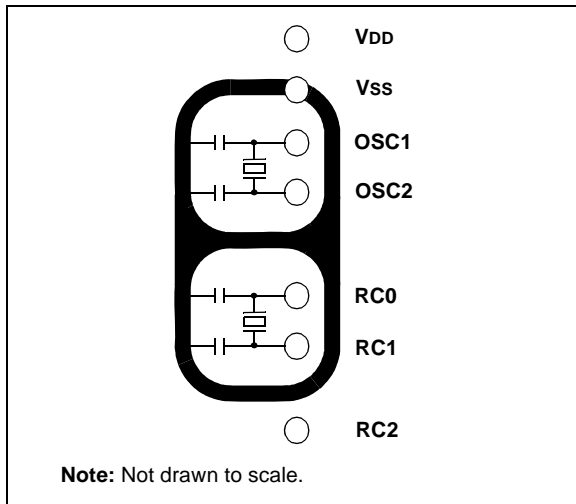 VDD
VSS
OSC1
OSC2
RC0
RC1
RC2
Note: Not drawn to scale.